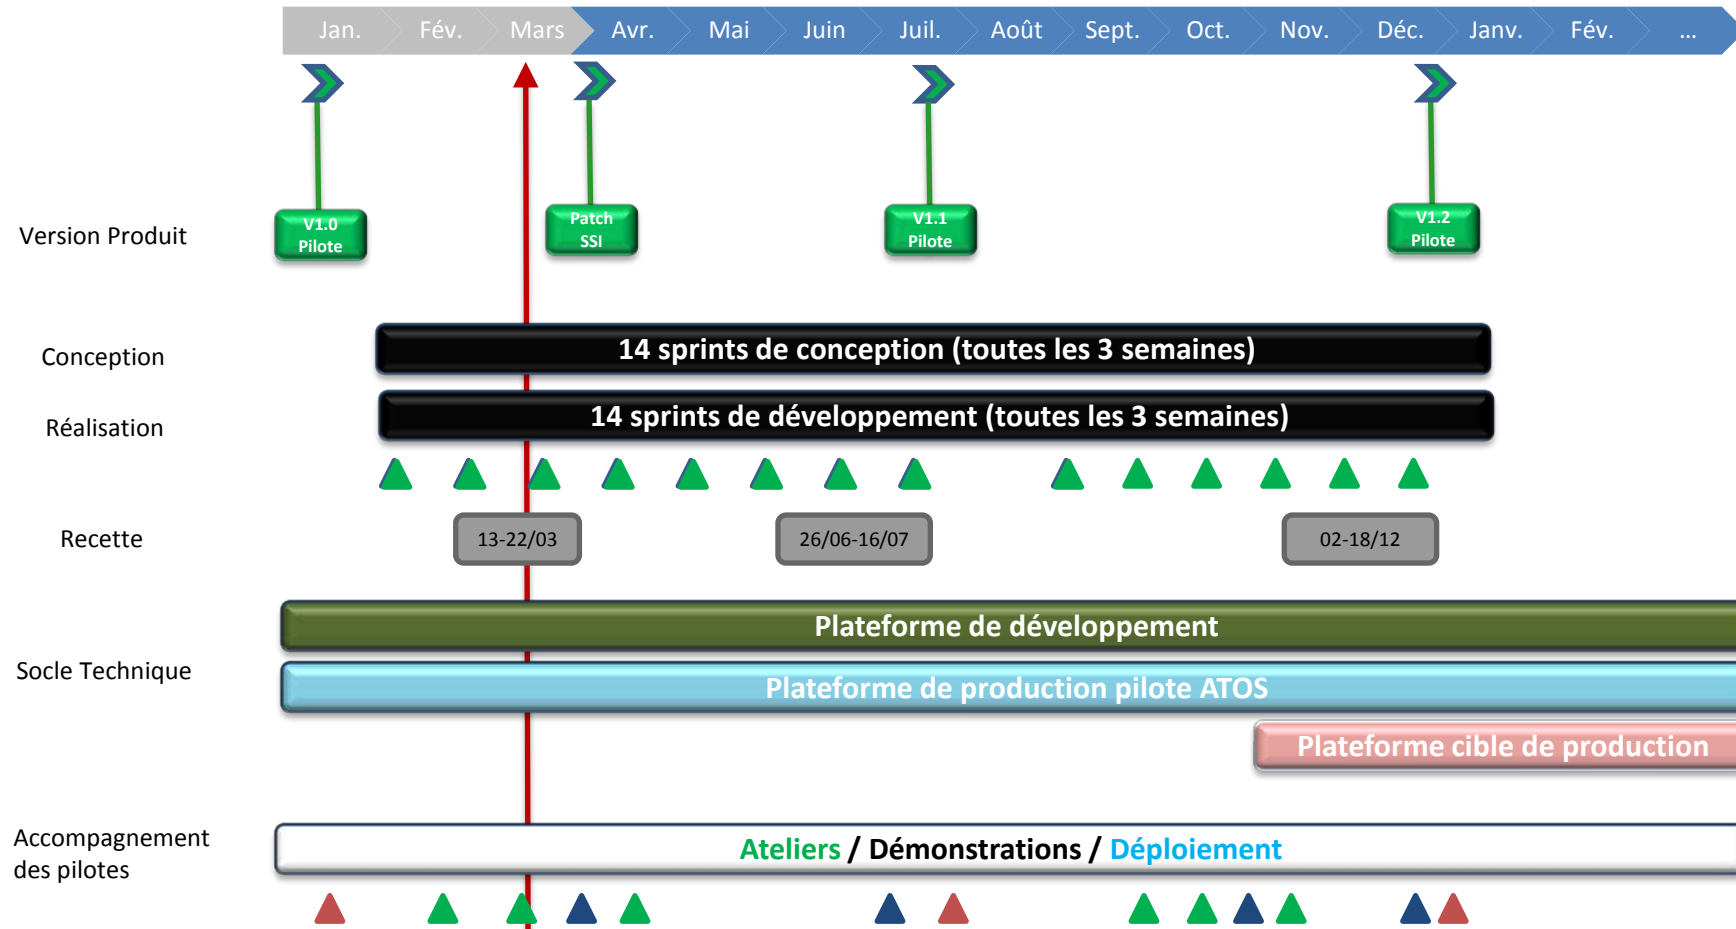 Jan. Fév. Mars Avr. Mai Juin Juil. Août Sept. Oct. Nov. Déc. Janv. Fév. ...
Version Produit
V1.0
Pilote
Patch
SSI
V1.1
Pilote
V1.2
Pilote
Conception
14 sprints de conception (toutes les 3 semaines)
Réalisation
14 sprints de développement (toutes les 3 semaines)
Recette
13-22/03
26/06-16/07
02-18/12
Socle Technique
Plateforme de développement
Plateforme de production pilote ATOS
Plateforme cible de production
Accompagnement
des pilotes
Ateliers / Démonstrations / Déploiement